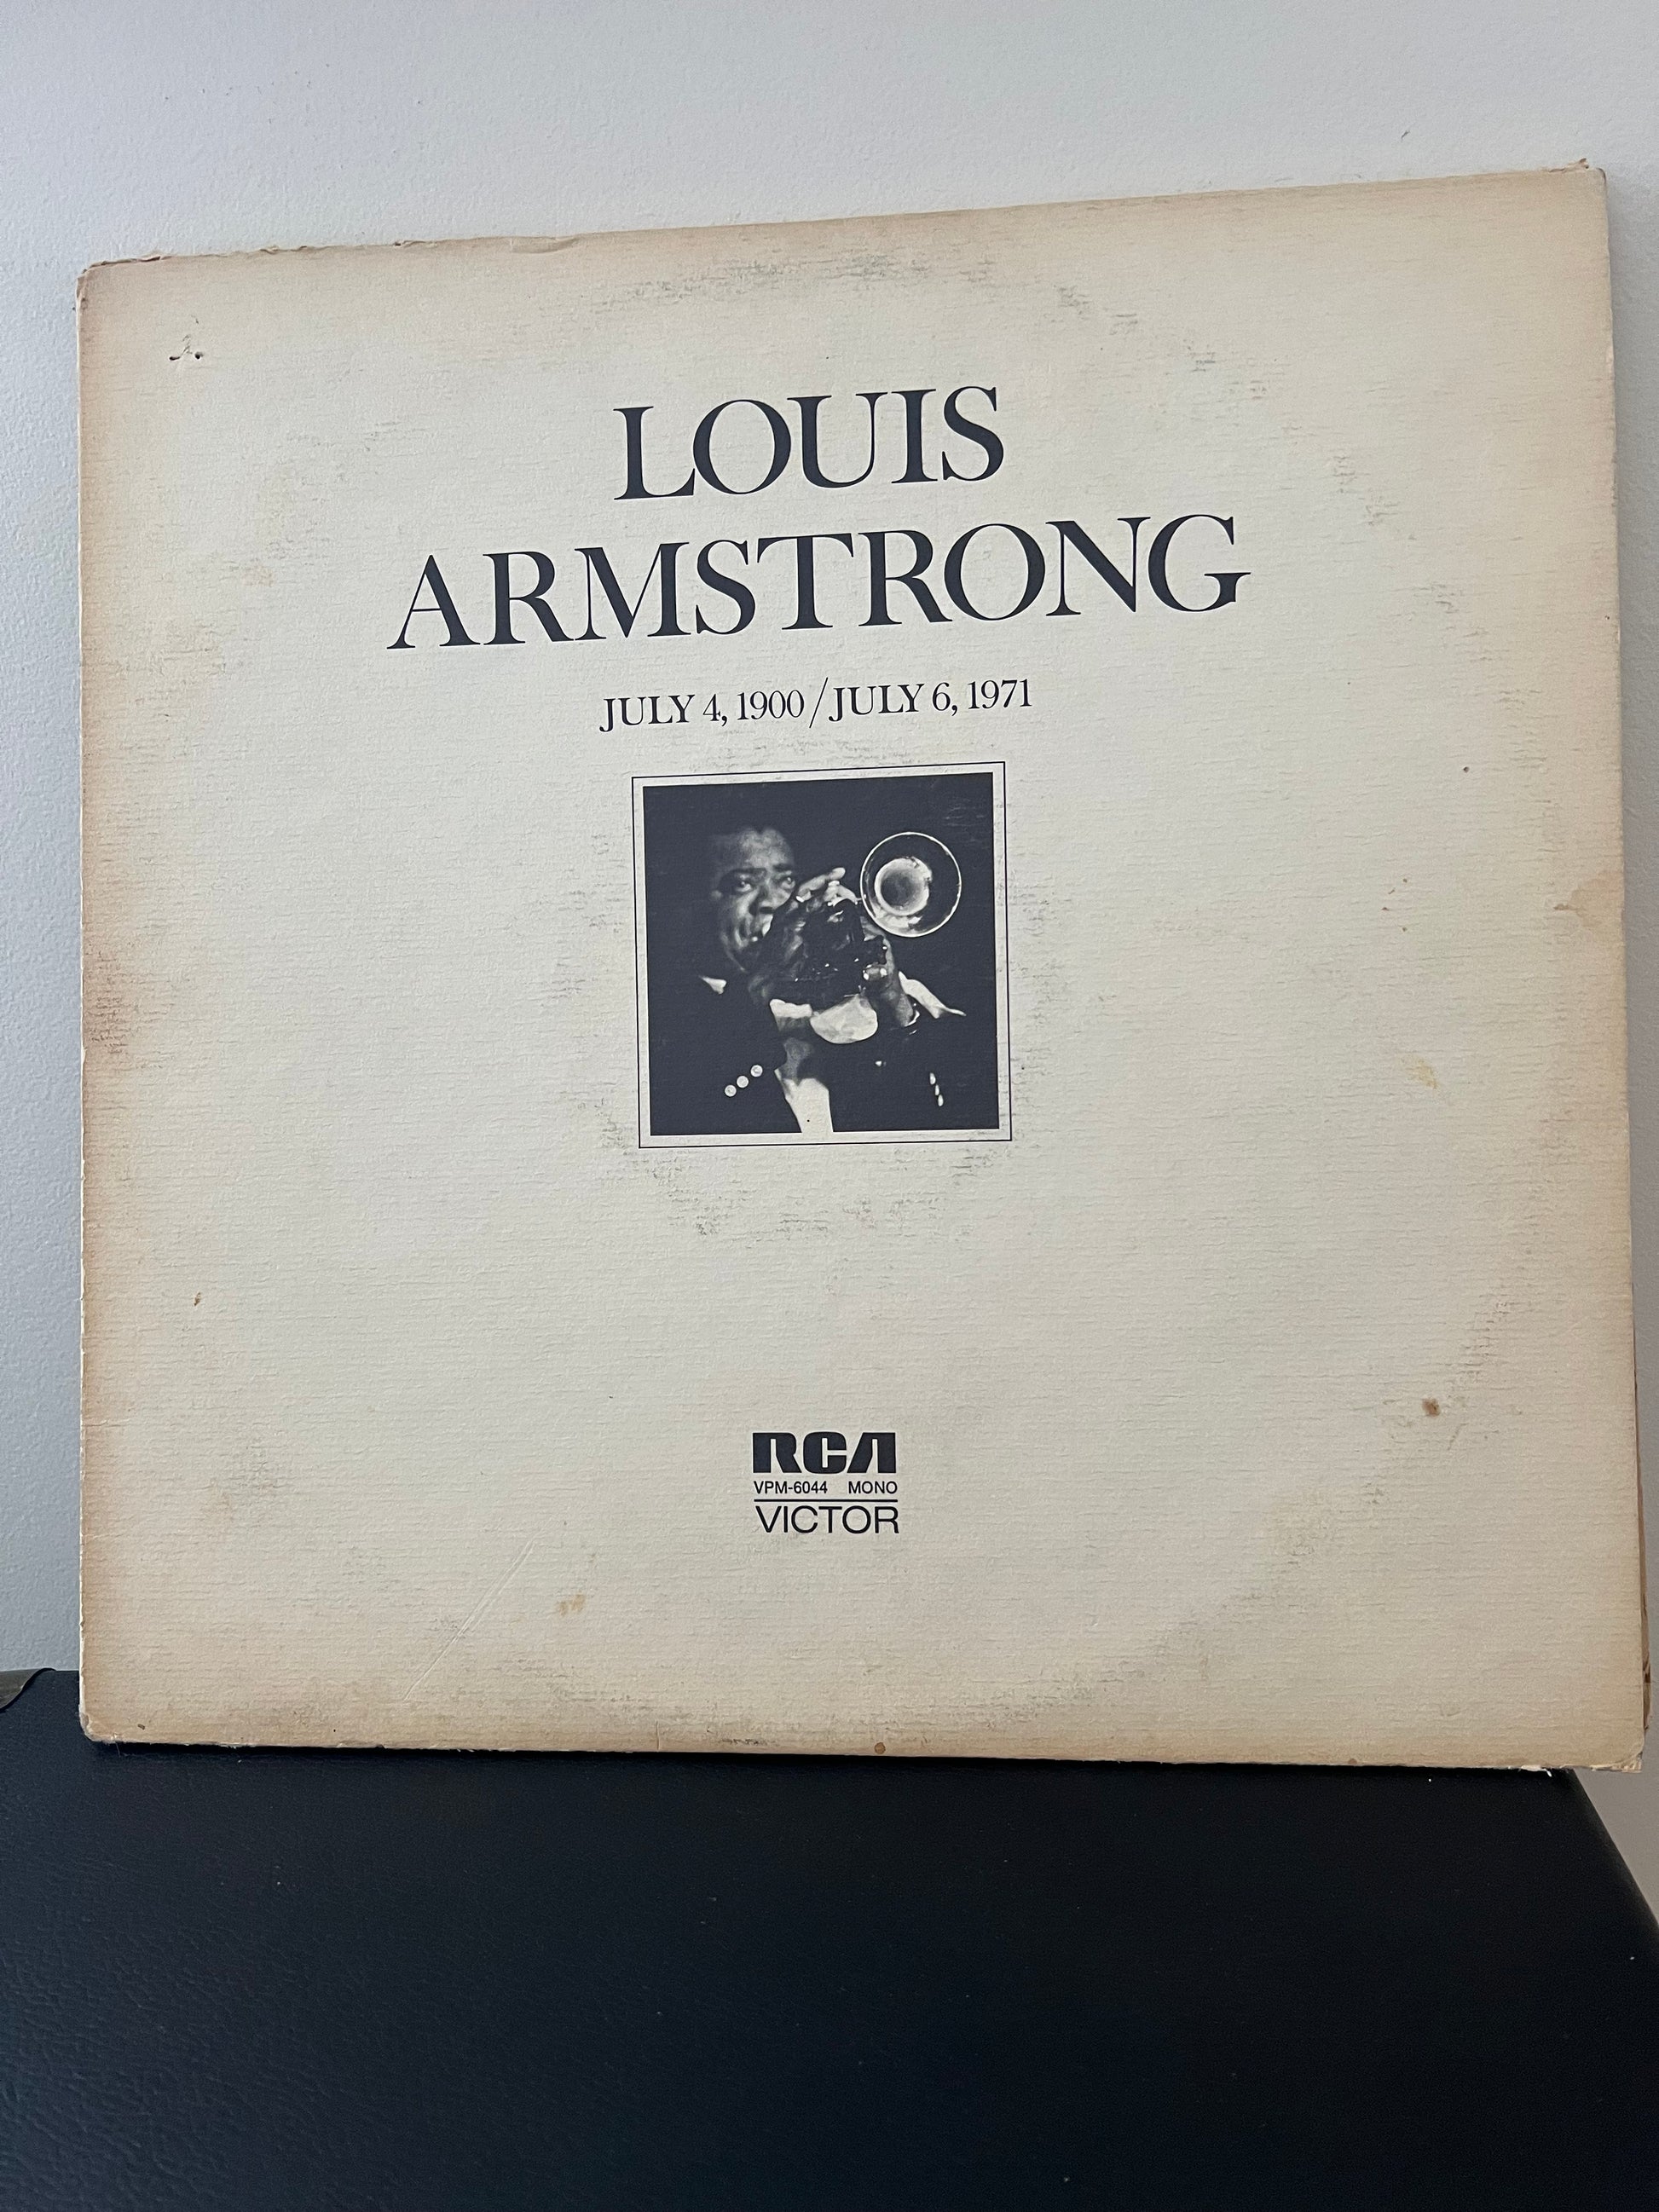 LOUIS
ARMSTRONG
JULY 4, 1900/JULY 6, 1971
RCA
VPM-6044 MONO
VICTOR